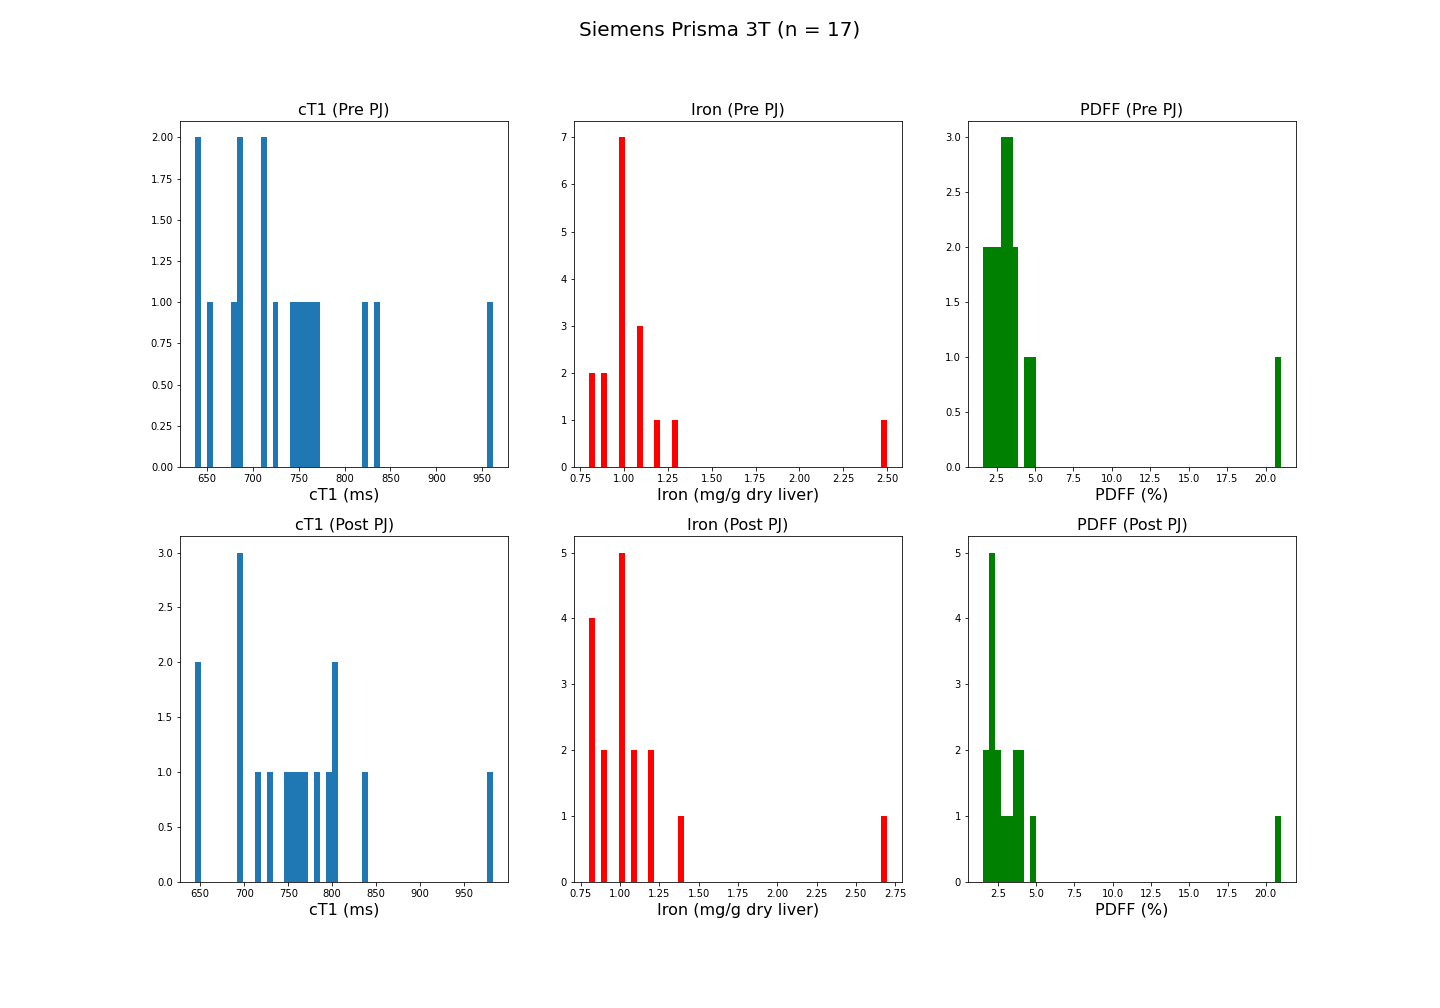 Siemens Prisma 3T (n = 17)
cT1 (Pre PJ)
2.00
1.75
1.50
1.25
1.00
0.75
0.50
0.25
0.00
650 700 750 800 850 900 950
cT1 (ms)
Iron (Pre PJ)
7
6
5
4
3
2
1
0
0.75 1.00 1.25 1.50 1.75 2.00 2.25 2.50
Iron (mg/g dry liver)
PDFF (Pre PJ)
3.0
2.5
2.0
1.5
1.0
0.5
0.0
2.5 5.0 7.5 10.0 12.5 15.0 17.5 20.0
PDFF (%)
cT1 (Post PJ)
3.0
2.5
2.0
1.5
1.0
0.5
0.0
650 700 750 800 850 900 950
cT1 (ms)
Iron (Post PJ)
5
4
3
2
1
0
0.75 1.00 1.25 1.50 1.75 2.00 2.25 2.50 2.75
Iron (mg/g dry liver)
PDFF (Post PJ)
5
4
3
2
1
0
2.5 5.0 7.5 10.0 12.5 15.0 17.5 20.0
PDFF (%)